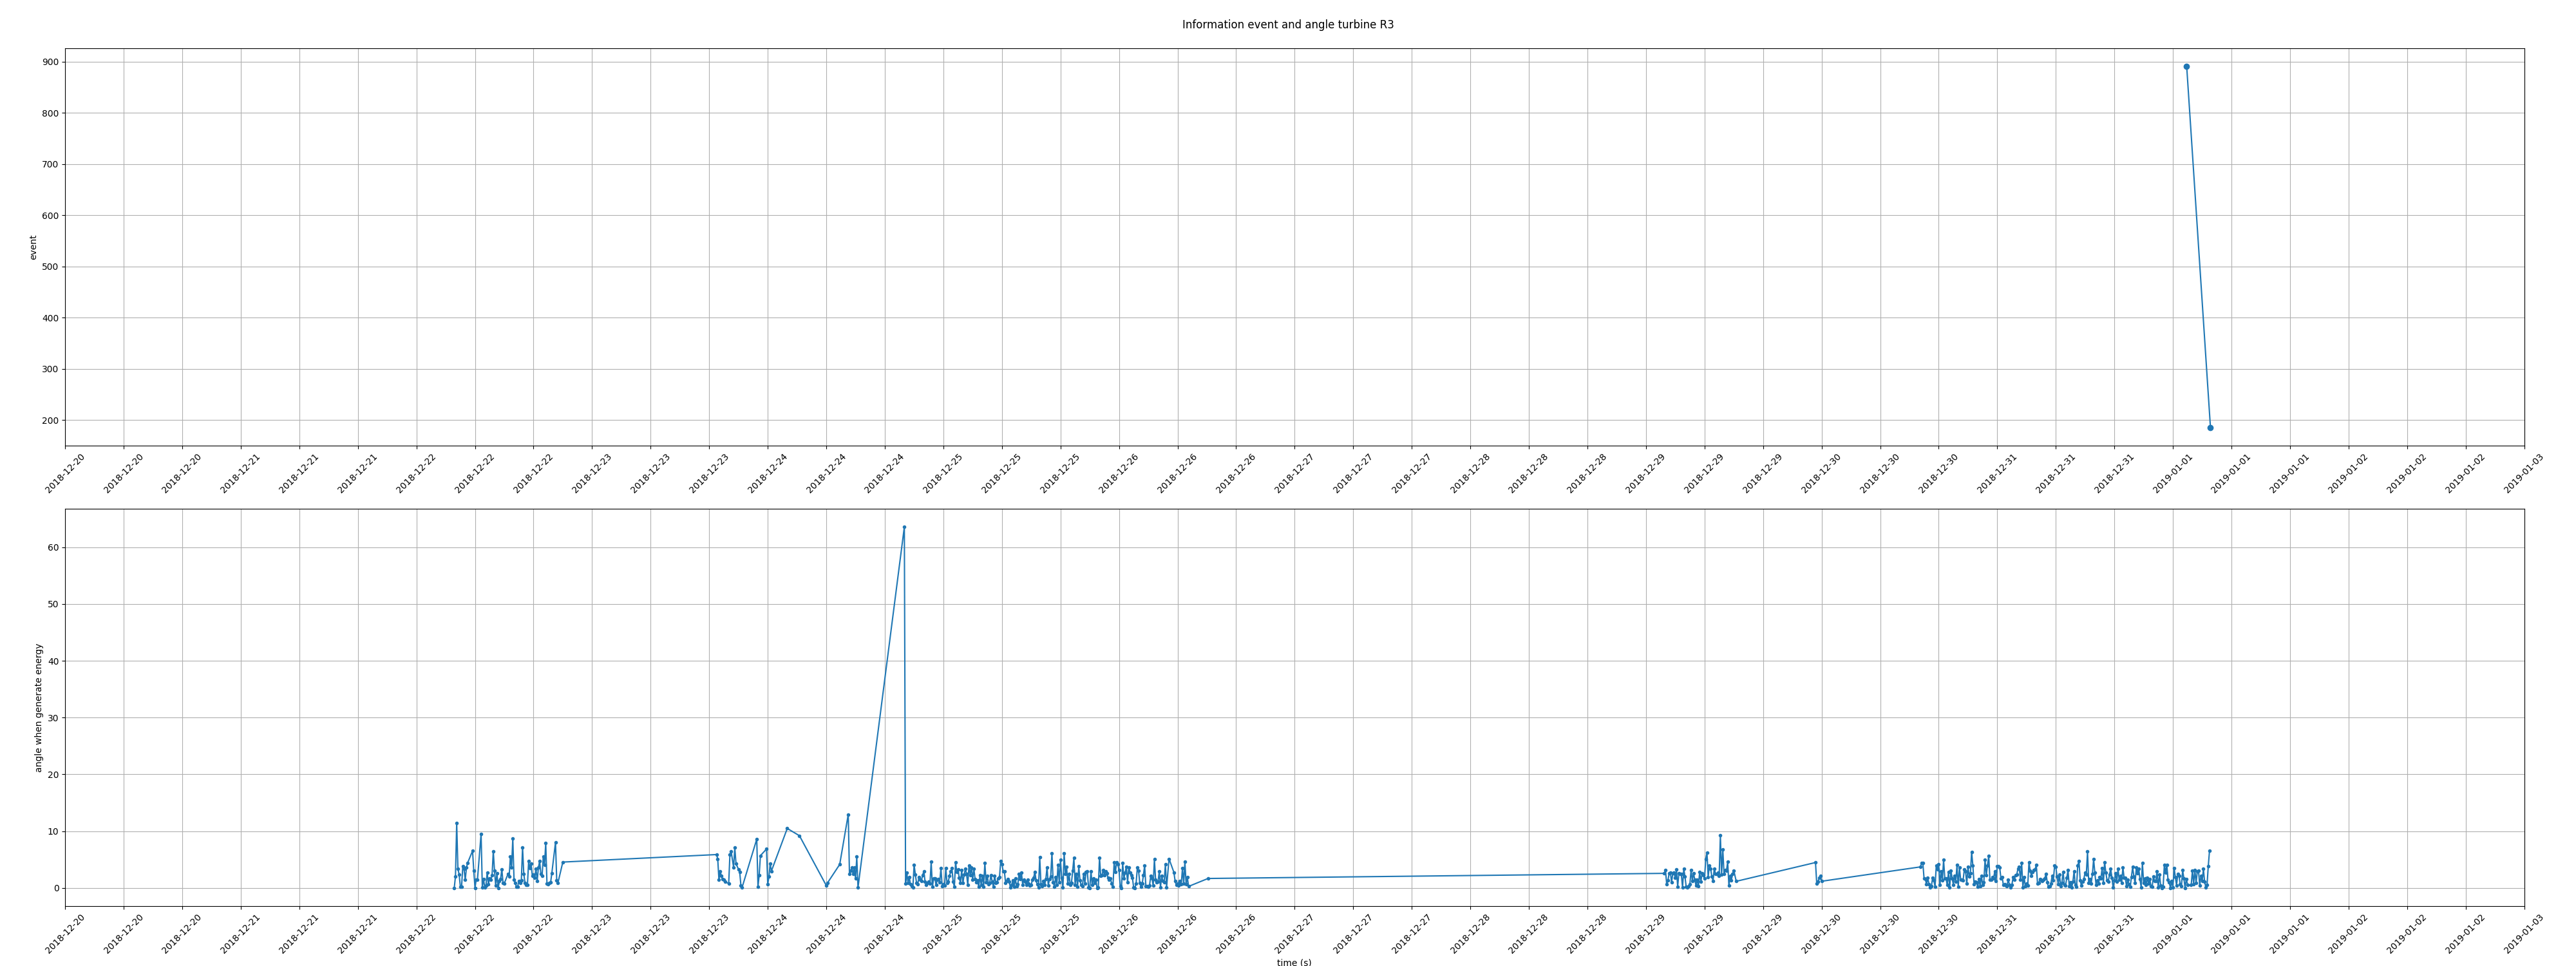 Information event and angle turbine R3
900
800
700
600
500
400
300
200
event
2018-12-20 2018-12-20 2018-12-20 2018-12-21 2018-12-21 2018-12-21 2018-12-22 2018-12-22 2018-12-22 2018-12-23 2018-12-23 2018-12-23 2018-12-24 2018-12-24 2018-12-24 2018-12-25 2018-12-25 2018-12-25 2018-12-26 2018-12-26 2018-12-26 2018-12-27 2018-12-27 2018-12-27 2018-12-28 2018-12-28 2018-12-28 2018-12-29 2018-12-29 2018-12-29 2018-12-30 2018-12-30 2018-12-30 2018-12-31 2018-12-31 2018-12-31 2019-01-01 2019-01-01 2019-01-01 2019-01-02 2019-01-02 2019-01-02 2019-01-03
60
50
40
30
20
10
0
angle when generate energy
2018-12-20 2018-12-20 2018-12-20 2018-12-21 2018-12-21 2018-12-21 2018-12-22 2018-12-22 2018-12-22 2018-12-23 2018-12-23 2018-12-23 2018-12-24 2018-12-24 2018-12-24 2018-12-25 2018-12-25 2018-12-25 2018-12-26 2018-12-26 2018-12-26 2018-12-27 2018-12-27 2018-12-27 2018-12-28 2018-12-28 2018-12-28 2018-12-29 2018-12-29 2018-12-29 2018-12-30 2018-12-30 2018-12-30 2018-12-31 2018-12-31 2018-12-31 2019-01-01 2019-01-01 2019-01-01 2019-01-02 2019-01-02 2019-01-02 2019-01-03
time (s)